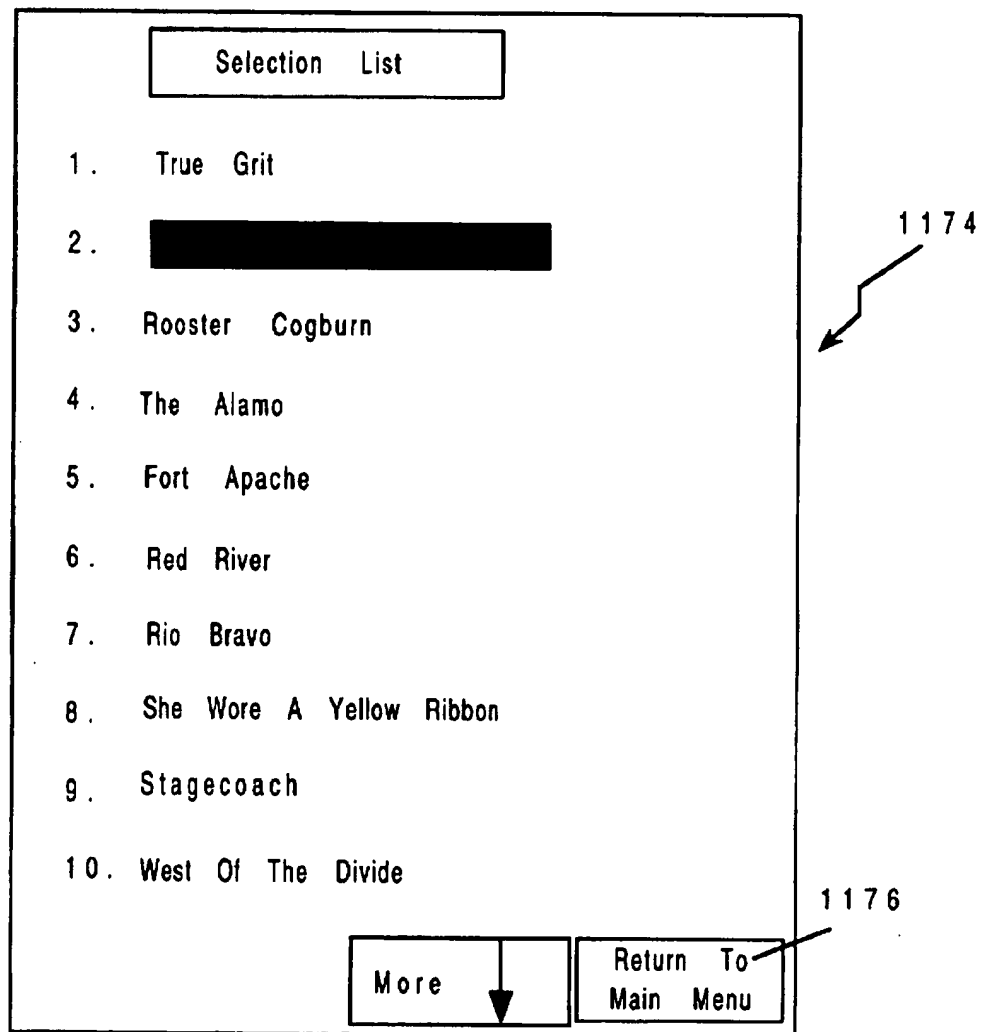 Selection List
1. True Grit
2.
3. Rooster Cogburn
4. The Alamo
5. Fort Apache
6. Red River
7. Rio Bravo
8. She Wore A Yellow Ribbon
9. Stagecoach
10. West Of The Divide
1174
1176
More
Return To
Main Menu